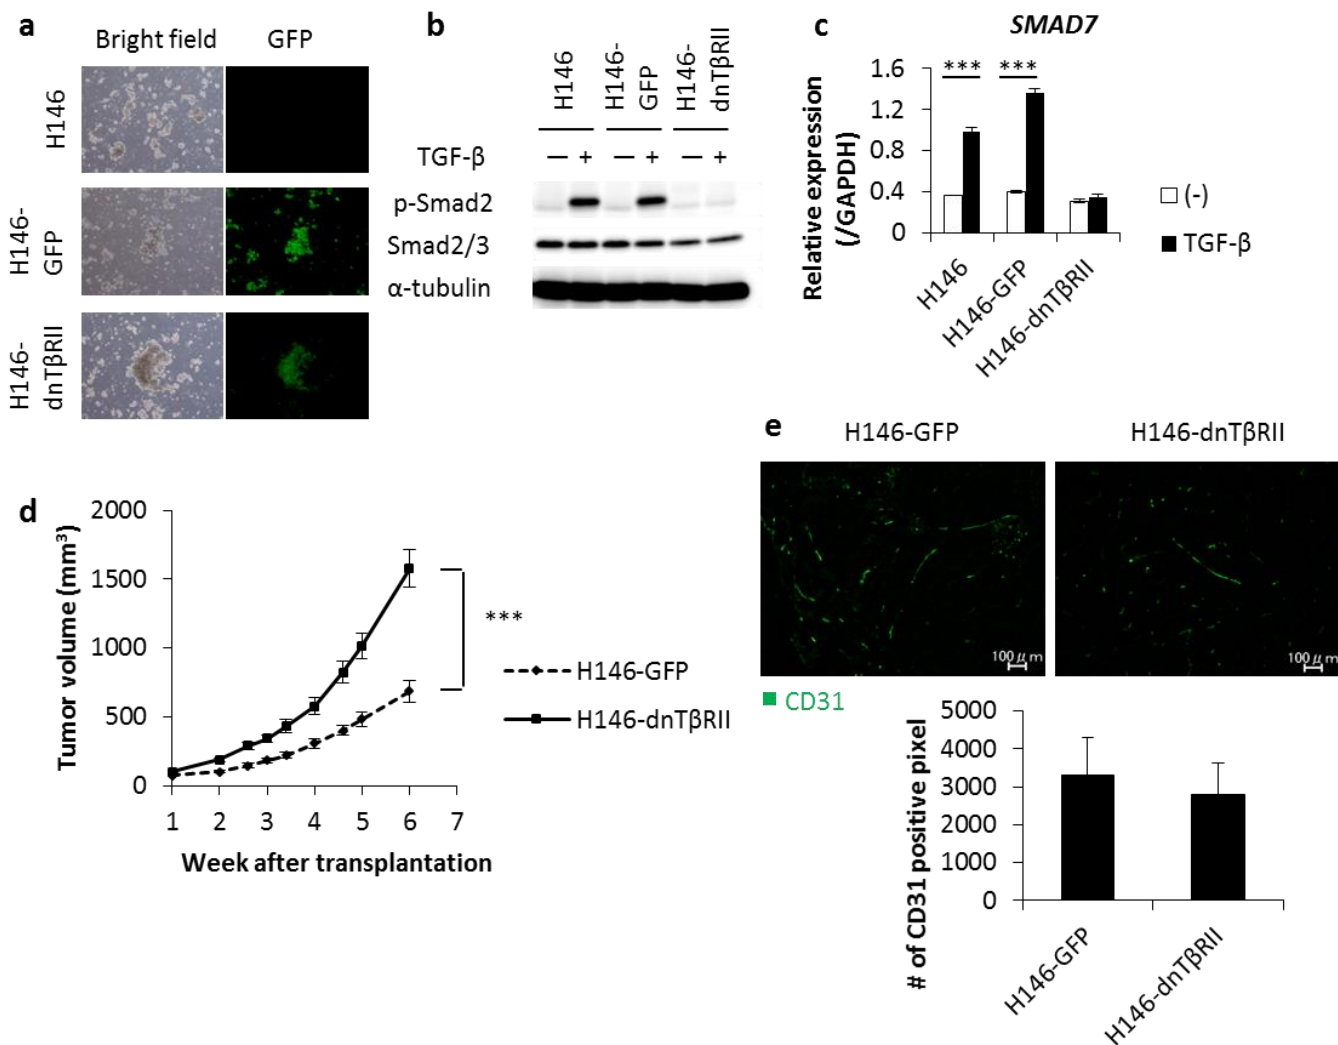 a
Bright field
GFP
H146
H146-
GFP
H146-
dnTβRII
b
H146
H146-
GFP
H146-
dnTβRII
TGF-β
— + — + — +
p-Smad2
Smad2/3
α-tubulin
c
SMAD7
Relative expression
(/GAPDH)
1.6
1.2
0.8
0.4
0
*** ***
H146
H146-GFP
H146-dnTβRII
(-)
TGF-β
d
Tumor volume (mm³)
2000
1500
1000
500
0
1 2 3 4 5 6 7
Week after transplantation
***
H146-GFP
H146-dnTβRII
e
H146-GFP
H146-dnTβRII
100 μm
100 μm
CD31
# of CD31 positive pixel
5000
4000
3000
2000
1000
0
H146-GFP
H146-dnTβRII